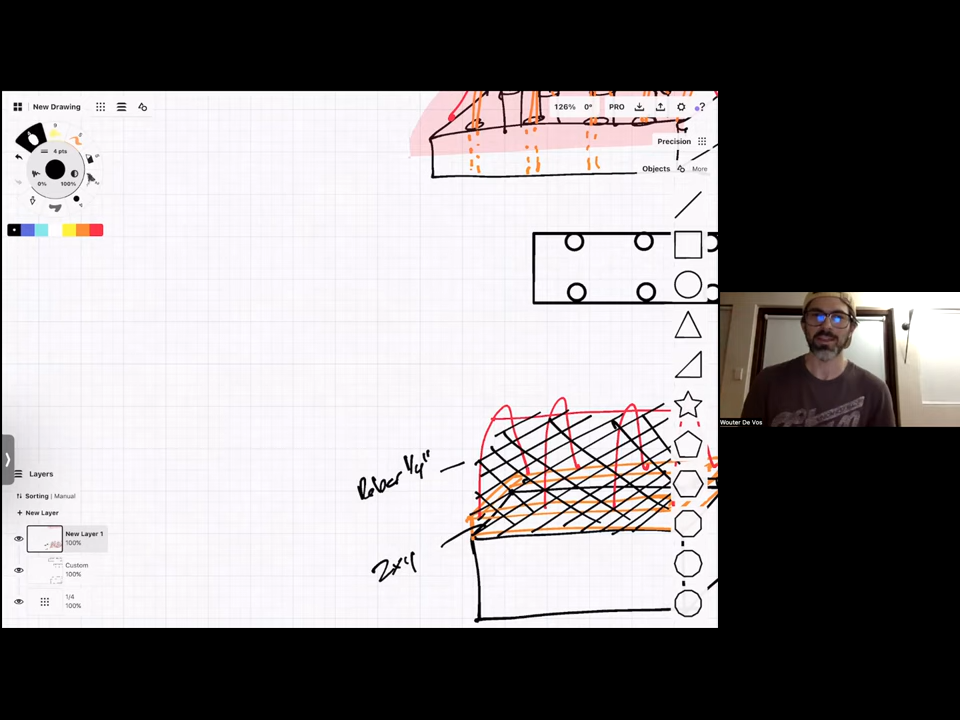 New Drawing
126%
0°
PRO
?
Precision
4 pts
0%
100%
Objects
More
Rebar 1/4"
2x4
Layers
Sorting | Manual
+ New Layer
New Layer 1
100%
Custom
100%
1/4
100%
Wouter De Vos